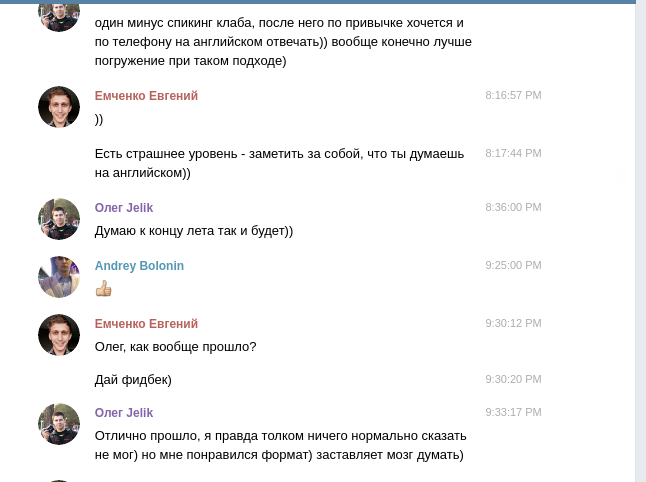 один минус спикинг клаба, после него по привычке хочется и
по телефону на английском отвечать)) вообще конечно лучше
погружение при таком подходе)
Емченко Евгений 8:16:57 PM
))
Есть страшнее уровень - заметить за собой, что ты думаешь 8:17:44 PM
на английском))
Олег Jelik 8:36:00 PM
Думаю к концу лета так и будет))
Andrey Bolonin 9:25:00 PM
👍🏼
Емченко Евгений 9:30:12 PM
Олег, как вообще прошло?
Дай фидбек) 9:30:20 PM
Олег Jelik 9:33:17 PM
Отлично прошло, я правда толком ничего нормально сказать
не мог) но мне понравился формат) заставляет мозг думать)